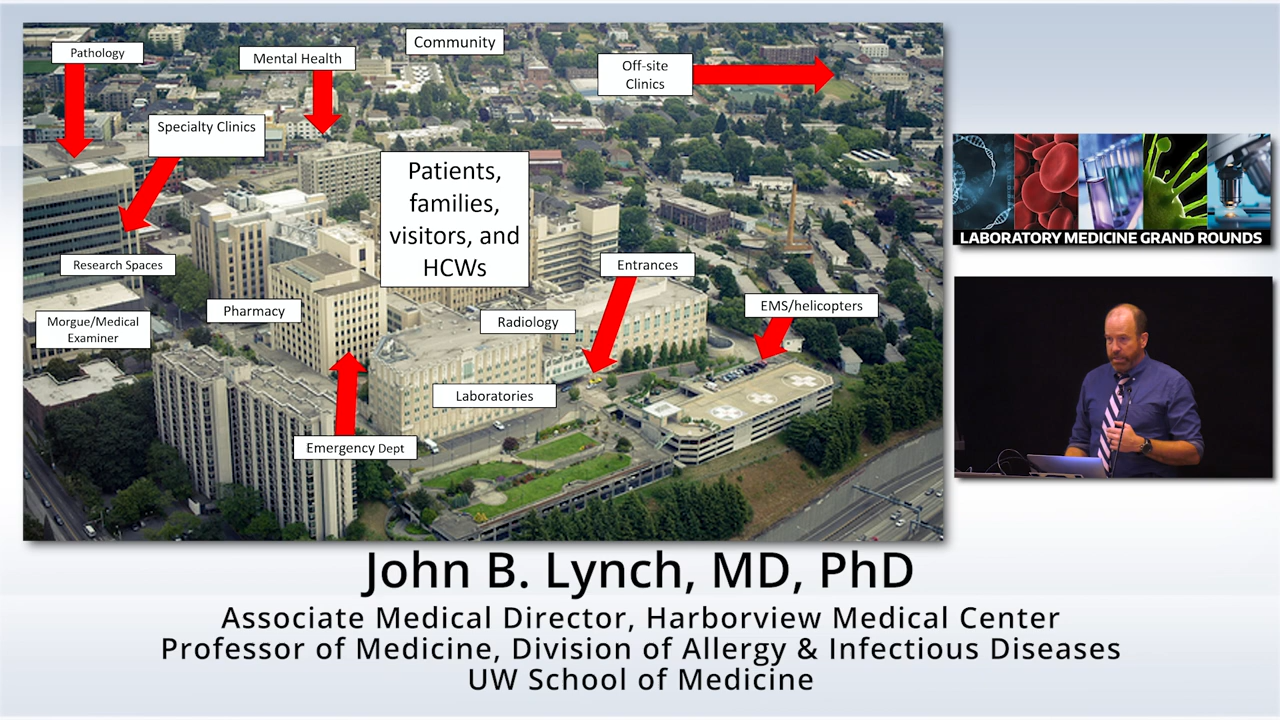 Community
Pathology
Mental Health
Off-site
Clinics
Specialty Clinics
Patients,
families,
visitors, and
HCWs
Research Spaces
Entrances
EMS/helicopters
Pharmacy
Radiology
Morgue/Medical
Examiner
Laboratories
Emergency Dept
LABORATORY MEDICINE GRAND ROUNDS
John B. Lynch, MD, PhD
Associate Medical Director, Harborview Medical Center
Professor of Medicine, Division of Allergy & Infectious Diseases
UW School of Medicine